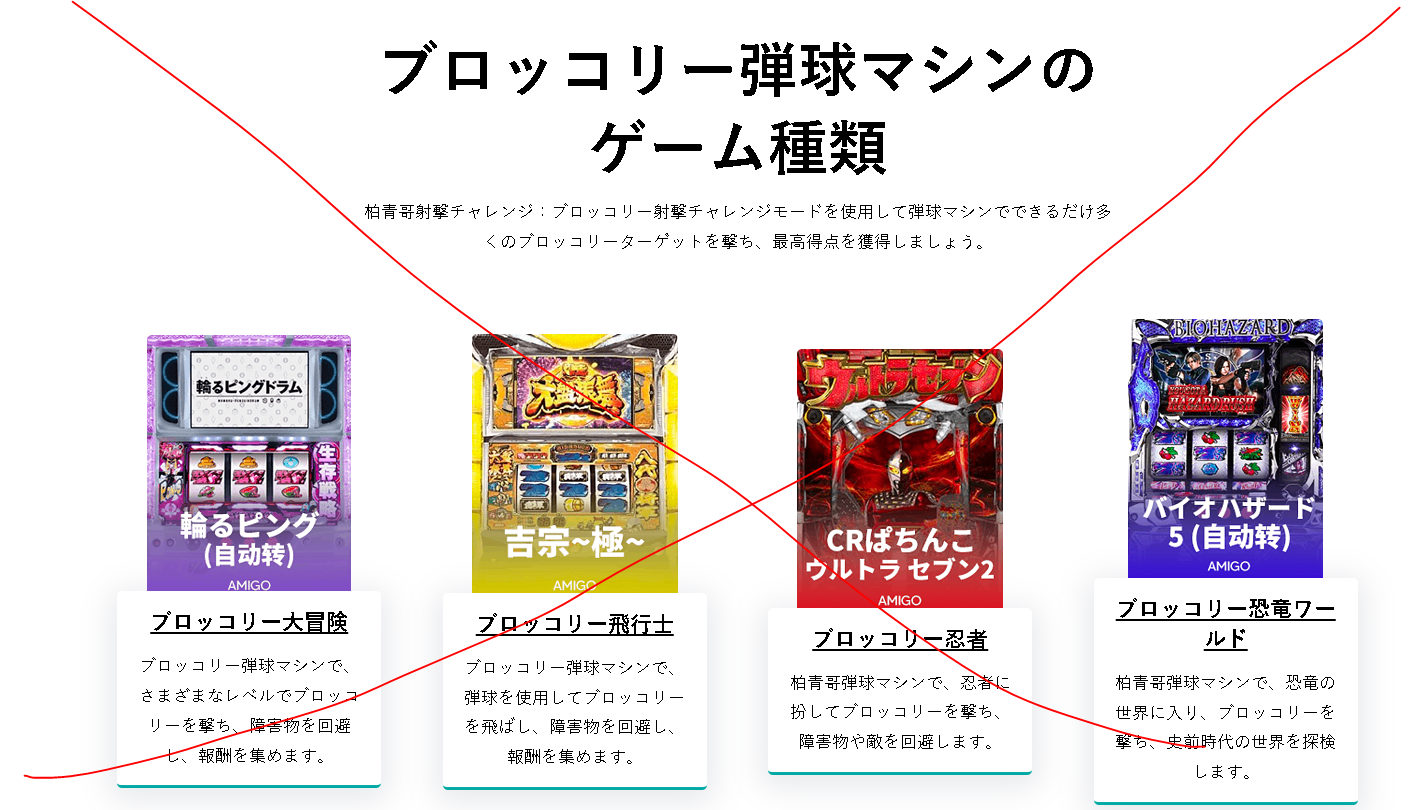 ブロッコリー弾球マシンの
ゲーム種類
柏青哥射撃チャレンジ：ブロッコリー射撃チャレンジモードを使用して弾球マシンでできるだけ多
くのブロッコリーターゲットを撃ち、最高得点を獲得しましょう。
輪るピングドラム
生存戦略
輪るピング
(自动转)
AMIGO
ブロッコリー大冒険
ブロッコリー弾球マシンで、
さまざまなレベルでブロッコ
リーを撃ち、障害物を回避
し、報酬を集めます。
吉宗~極~
AMIGO
ブロッコリー飛行士
ブロッコリー弾球マシンで、
弾球を使用してブロッコリー
を飛ばし、障害物を回避し、
報酬を集めます。
ウルトラセブン
CRぱちんこ
ウルトラ セブン2
AMIGO
ブロッコリー忍者
柏青哥弾球マシンで、忍者に
扮してブロッコリーを撃ち、
障害物や敵を回避します。
BIOHAZARD
HAZARD RUSH
バイオハザード
5 (自动转)
AMIGO
ブロッコリー恐竜ワー
ルド
柏青哥弾球マシンで、恐竜の
世界に入り、ブロッコリーを
撃ち、史前時代の世界を探検
します。